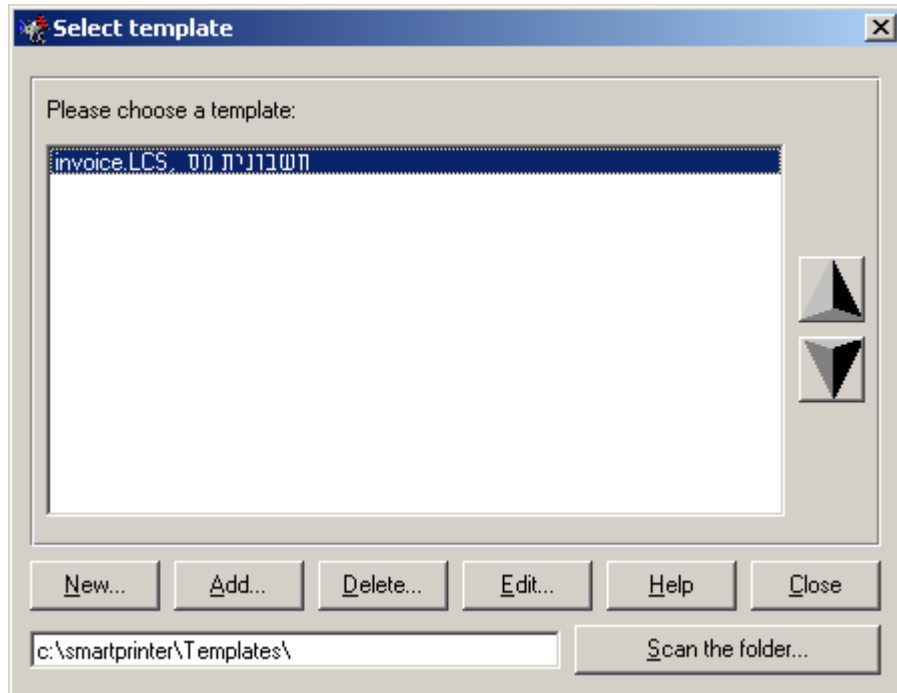 Select template
Please choose a template:
invoice.LCS, חשבונית מס
New...
Add...
Delete...
Edit...
Help
Close
c:\smartprinter\Templates\
Scan the folder...